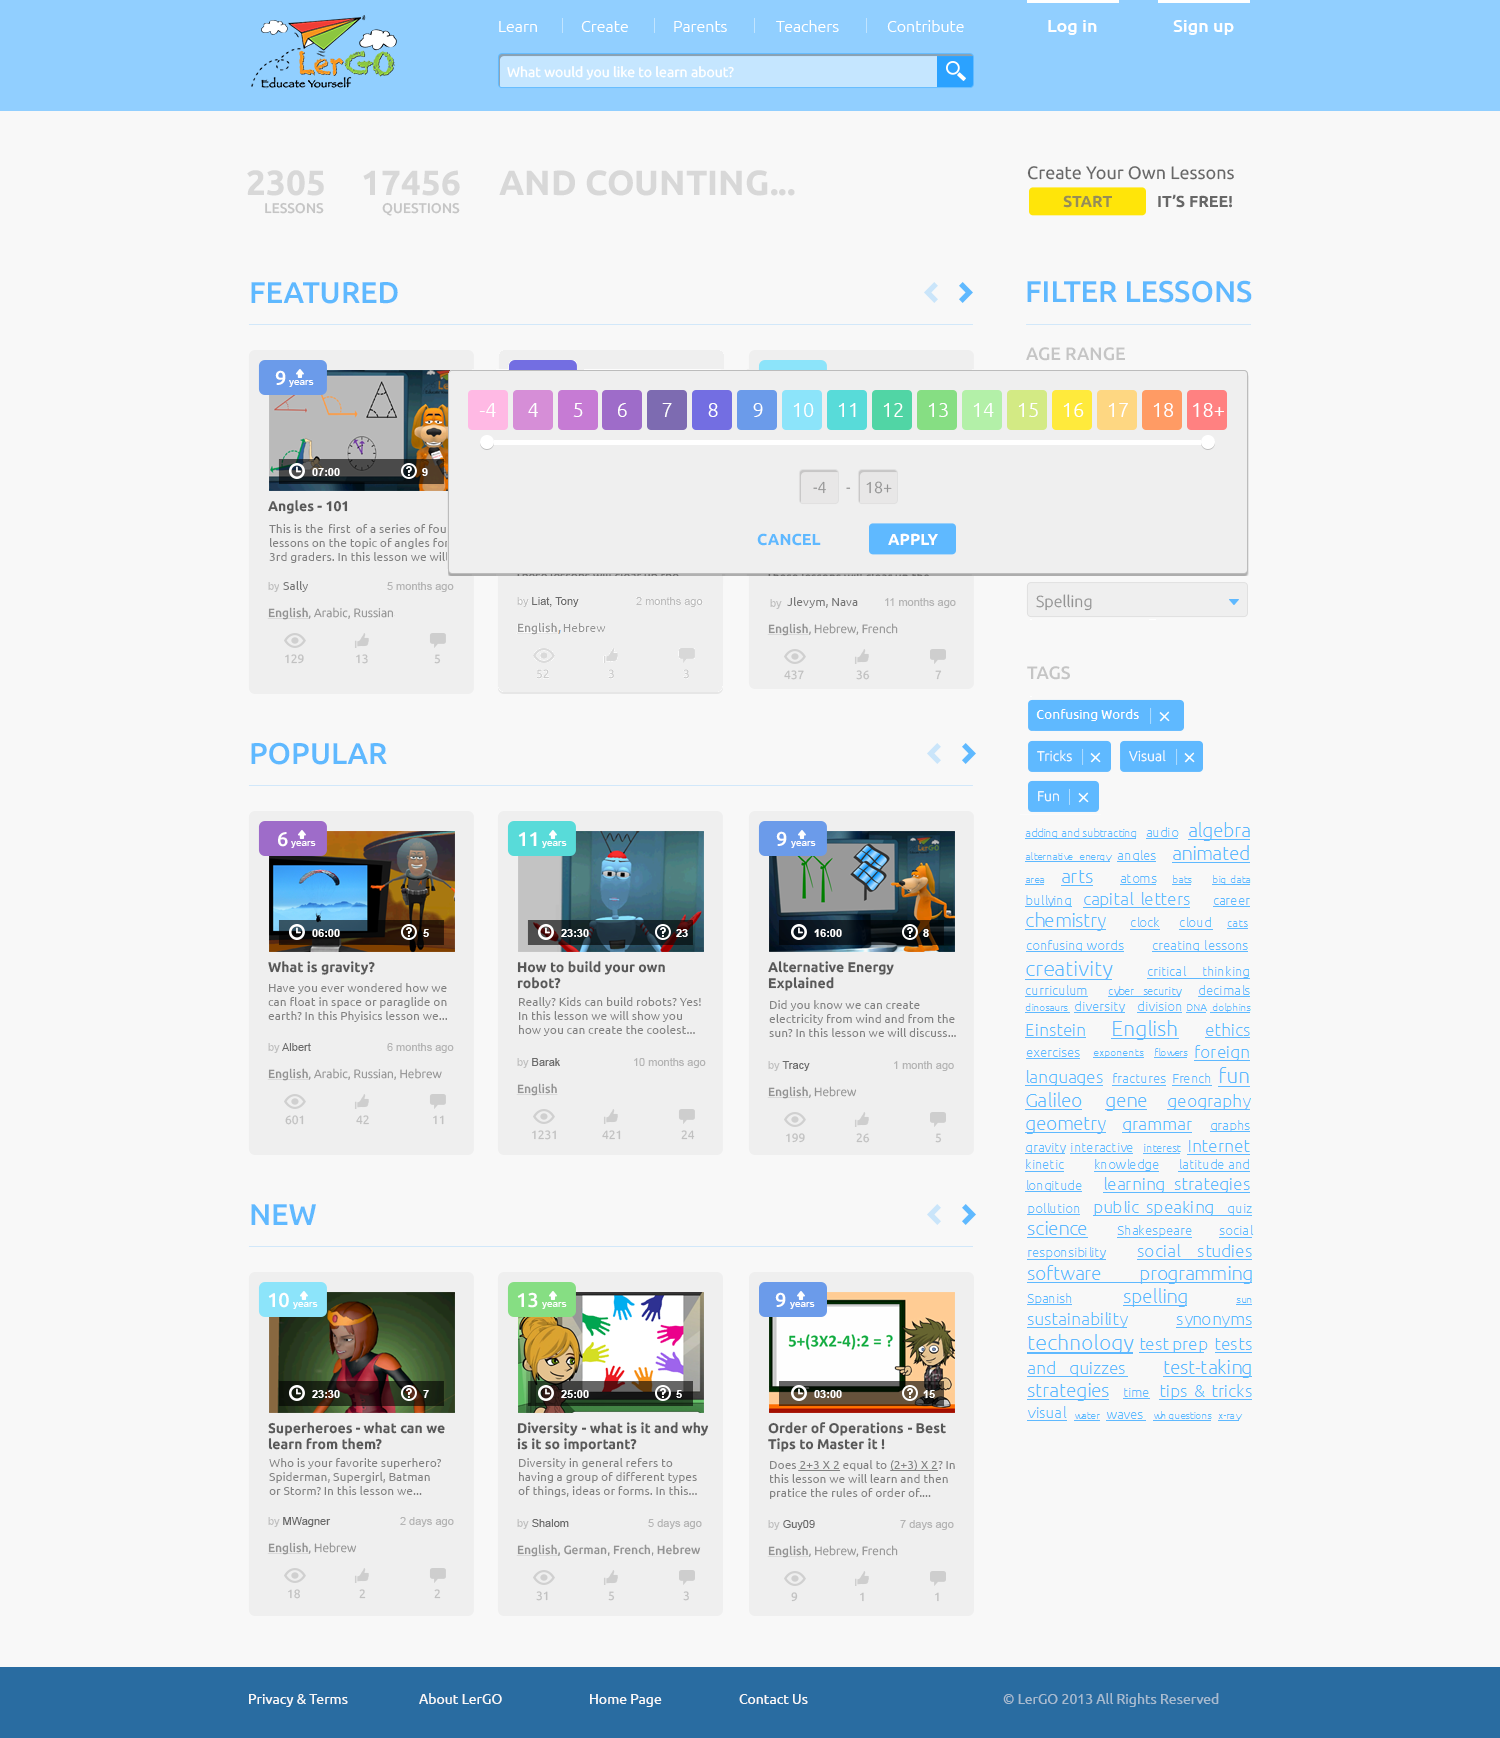 LerGO
Educate Yourself
Learn
Create
Parents
Teachers
Contribute
Log in
Sign up
What would you like to learn about?
2305
LESSONS
17456
QUESTIONS
AND COUNTING...
Create Your Own Lessons
START
IT'S FREE!
FEATURED
FILTER LESSONS
AGE RANGE
-4 4 5 6 7 8 9 10 11 12 13 14 15 16 17 18 18+
-4 - 18+
CANCEL
APPLY
9 years
07:00
9
Angles - 101
This is the first of a series of fou
lessons on the topic of angles for
3rd graders. In this lesson we will
by Sally
5 months ago
English, Arabic, Russian
129
13
5
by Liat, Tony
2 months ago
English, Hebrew
52
3
3
by Jlevym, Nava
11 months ago
English, Hebrew, French
437
36
7
Spelling
TAGS
Confusing Words
Tricks
Visual
Fun
POPULAR
6 years
06:00
5
What is gravity?
Have you ever wondered how we
can float in space or paraglide on
earth? In this Phyisics lesson we...
by Albert
6 months ago
English, Arabic, Russian, Hebrew
601
42
11
11 years
23:30
23
How to build your own
robot?
Really? Kids can build robots? Yes!
In this lesson we will show you
how you can create the coolest...
by Barak
10 months ago
English
1231
421
24
9 years
LerGO
16:00
8
Alternative Energy
Explained
Did you know we can create
electricity from wind and from the
sun? In this lesson we will discuss...
by Tracy
1 month ago
English, Hebrew
199
26
5
adding and subtracting audio algebra
alternative energy angles animated
area arts atoms bats big data
bullying capital letters career
chemistry clock cloud cats
confusing words creating lessons
creativity critical thinking
curriculum cyber security decimals
dinosaurs diversity division DNA dolphins
Einstein English ethics
exercises exponents flowers foreign
languages fractures French fun
Galileo gene geography
geometry grammar graphs
gravity interactive interest Internet
kinetic knowledge latitude and
longitude learning strategies
pollution public speaking quiz
science Shakespeare social
responsibility social studies
software programming
Spanish spelling sun
sustainability synonyms
technology test prep tests
and quizzes test-taking
strategies time tips & tricks
visual water waves wh questions x-ray
NEW
10 years
23:30
7
Superheroes - what can we
learn from them?
Who is your favorite superhero?
Spiderman, Supergirl, Batman
or Storm? In this lesson we...
by MWagner
2 days ago
English, Hebrew
18
2
2
13 years
25:00
5
Diversity - what is it and why
is it so important?
Diversity in general refers to
having a group of different types
of things, ideas or forms. In this...
by Shalom
5 days ago
English, German, French, Hebrew
31
5
3
9 years
5+(3X2-4):2 = ?
03:00
15
Order of Operations - Best
Tips to Master it !
Does 2+3 X 2 equal to (2+3) X 2? In
this lesson we will learn and then
pratice the rules of order of....
by Guy09
7 days ago
English, Hebrew, French
9
1
1
Privacy & Terms
About LerGO
Home Page
Contact Us
© LerGO 2013 All Rights Reserved